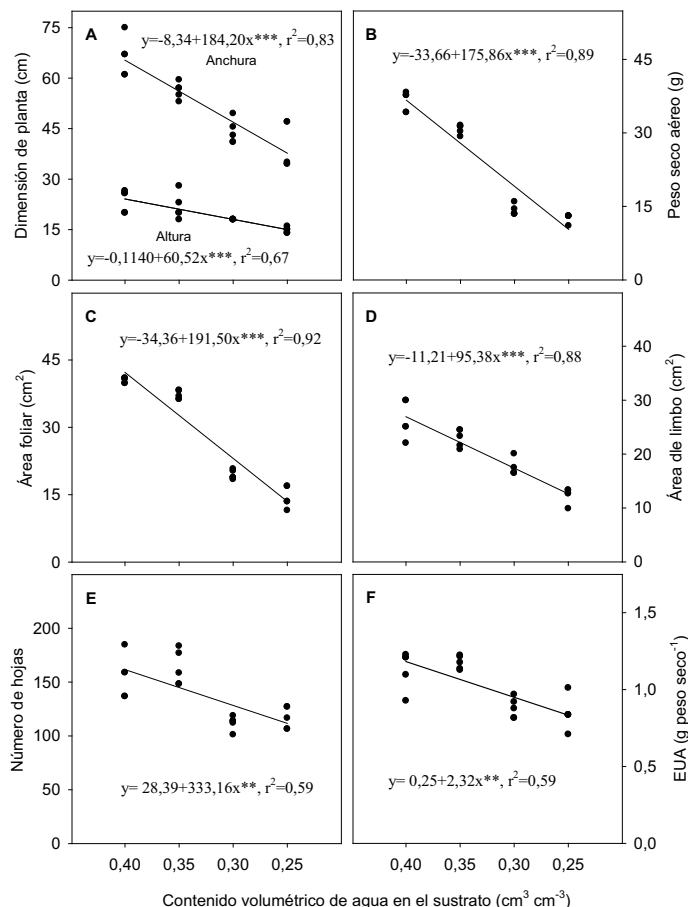 A
y=-8,34+184,20x***, r²=0,83
Anchura
Altura
y=-0,1140+60,52x***, r²=0,67
75
60
45
30
15
0
Dimensión de planta (cm)
B
y=-33,66+175,86x***, r²=0,89
45
30
15
0
Peso seco aéreo (g)
C
y=-34,36+191,50x***, r²=0,92
45
30
15
0
Área foliar (cm²)
D
y=-11,21+95,38x***, r²=0,88
40
30
20
10
0
Área dle limbo (cm²)
E
y= 28,39+333,16x**, r²=0,59
200
150
100
50
0
Número de hojas
0,40 0,35 0,30 0,25
F
y= 0,25+2,32x**, r²=0,59
1,5
1,0
0,5
0,0
EUA (g peso seco⁻¹)
0,40 0,35 0,30 0,25
Contenido volumétrico de agua en el sustrato (cm³ cm⁻³)